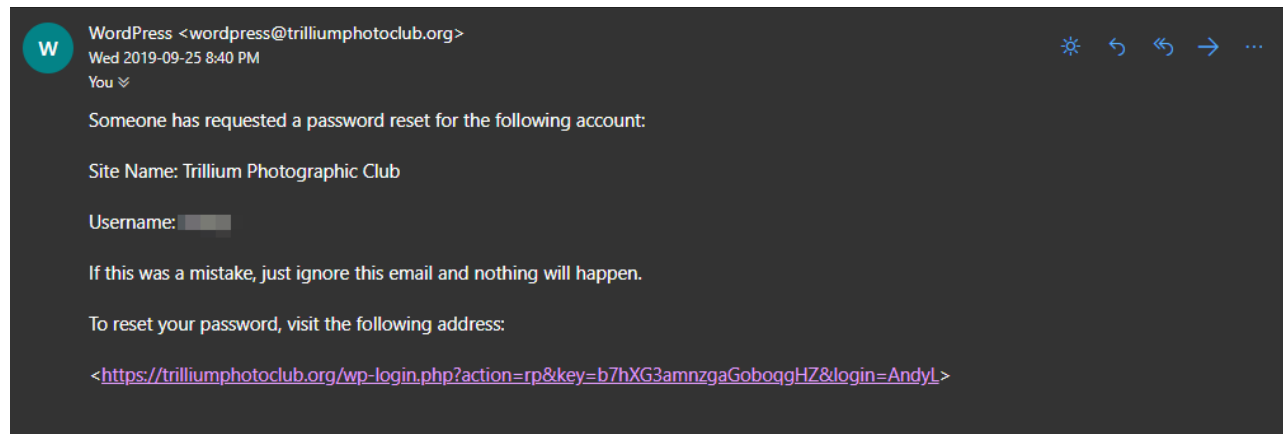 W
WordPress <wordpress@trilliumphotoclub.org>
Wed 2019-09-25 8:40 PM
You
Someone has requested a password reset for the following account:
Site Name: Trillium Photographic Club
Username:
If this was a mistake, just ignore this email and nothing will happen.
To reset your password, visit the following address:
<https://trilliumphotoclub.org/wp-login.php?action=rp&key=b7hXG3amnzgaGoboqgHZ&login=AndyL>